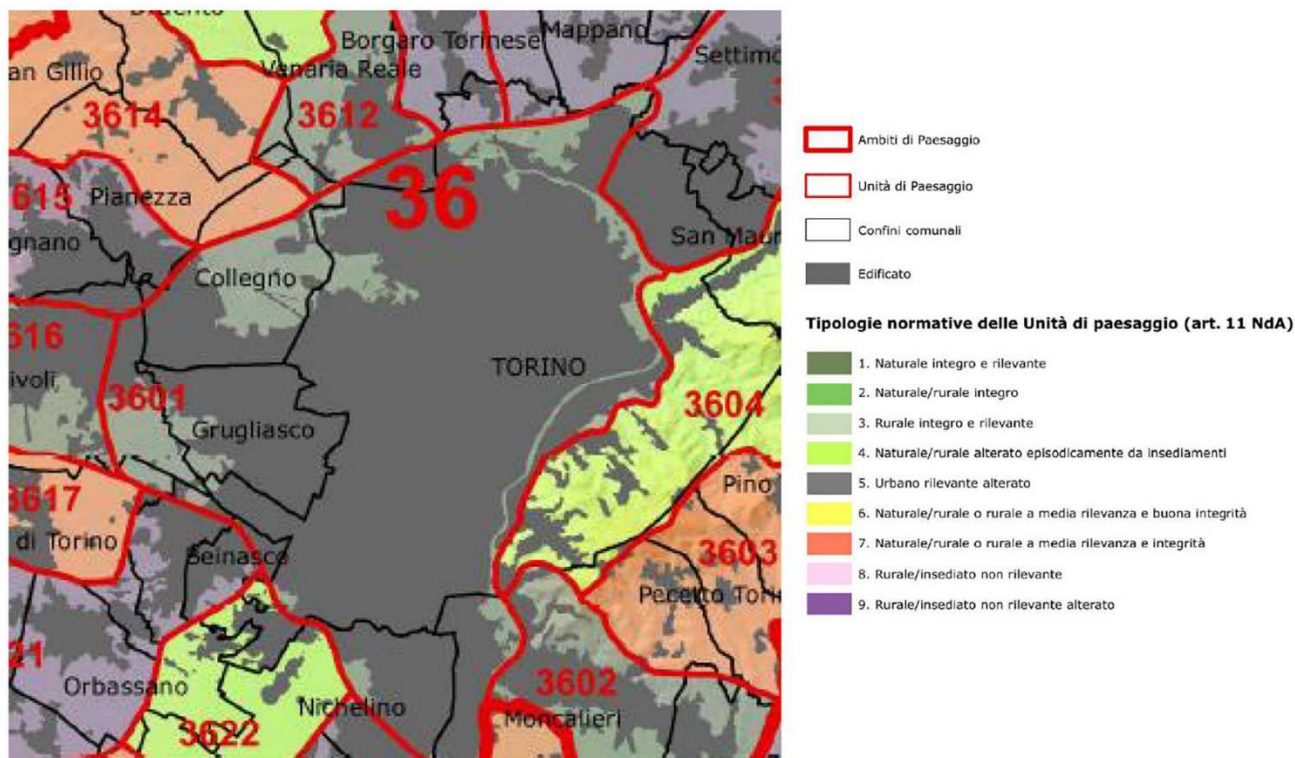 Druento
Borgaro Torinese
Mappano
Settimo
an Gillio
Venaria Reale
3614
3612
36
615
Pianezza
gnano
San Maur
Collegno
616
TORINO
ivoli
3601
3604
Grugliasco
Pino
3617
di Torino
Beinasco
3603
Pecetto Torin
21
Orbassano
3602
Nichelino
Moncalieri
3622
Ambiti di Paesaggio
Unità di Paesaggio
Confini comunali
Edificato
Tipologie normative delle Unità di paesaggio (art. 11 NdA)
1. Naturale integro e rilevante
2. Naturale/rurale integro
3. Rurale integro e rilevante
4. Naturale/rurale alterato episodicamente da insediamenti
5. Urbano rilevante alterato
6. Naturale/rurale o rurale a media rilevanza e buona integrità
7. Naturale/rurale o rurale a media rilevanza e integrità
8. Rurale/insediato non rilevante
9. Rurale/insediato non rilevante alterato